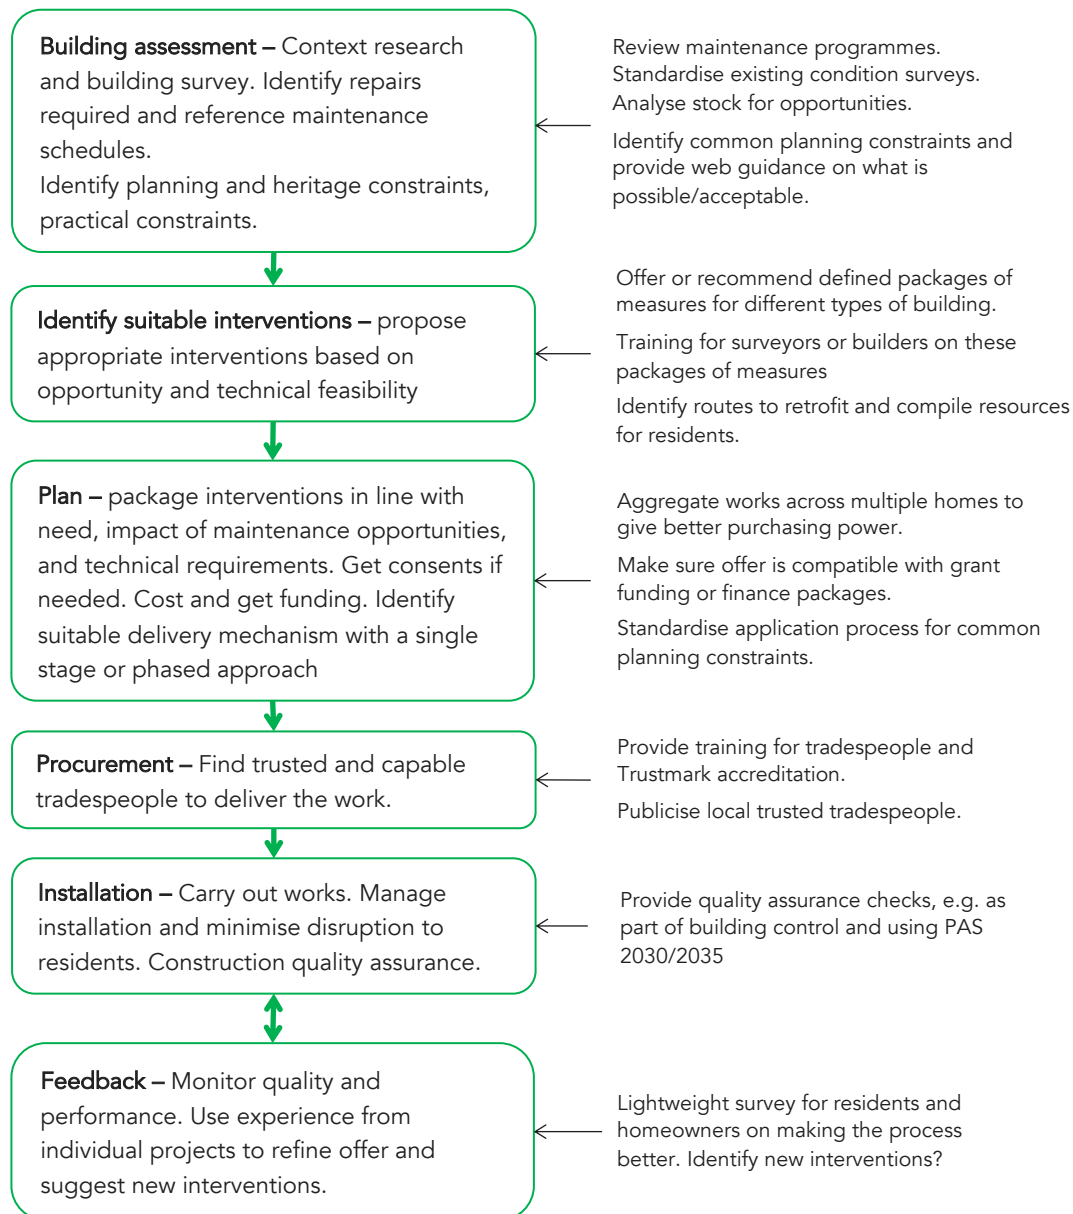 Building assessment – Context research
and building survey. Identify repairs
required and reference maintenance
schedules.
Identify planning and heritage constraints,
practical constraints.
Review maintenance programmes.
Standardise existing condition surveys.
Analyse stock for opportunities.
Identify common planning constraints and
provide web guidance on what is
possible/acceptable.
Identify suitable interventions – propose
appropriate interventions based on
opportunity and technical feasibility
Offer or recommend defined packages of
measures for different types of building.
Training for surveyors or builders on these
packages of measures
Identify routes to retrofit and compile resources
for residents.
Plan – package interventions in line with
need, impact of maintenance opportunities,
and technical requirements. Get consents if
needed. Cost and get funding. Identify
suitable delivery mechanism with a single
stage or phased approach
Aggregate works across multiple homes to
give better purchasing power.
Make sure offer is compatible with grant
funding or finance packages.
Standardise application process for common
planning constraints.
Procurement – Find trusted and capable
tradespeople to deliver the work.
Provide training for tradespeople and
Trustmark accreditation.
Publicise local trusted tradespeople.
Installation – Carry out works. Manage
installation and minimise disruption to
residents. Construction quality assurance.
Provide quality assurance checks, e.g. as
part of building control and using PAS
2030/2035
Feedback – Monitor quality and
performance. Use experience from
individual projects to refine offer and
suggest new interventions.
Lightweight survey for residents and
homeowners on making the process
better. Identify new interventions?